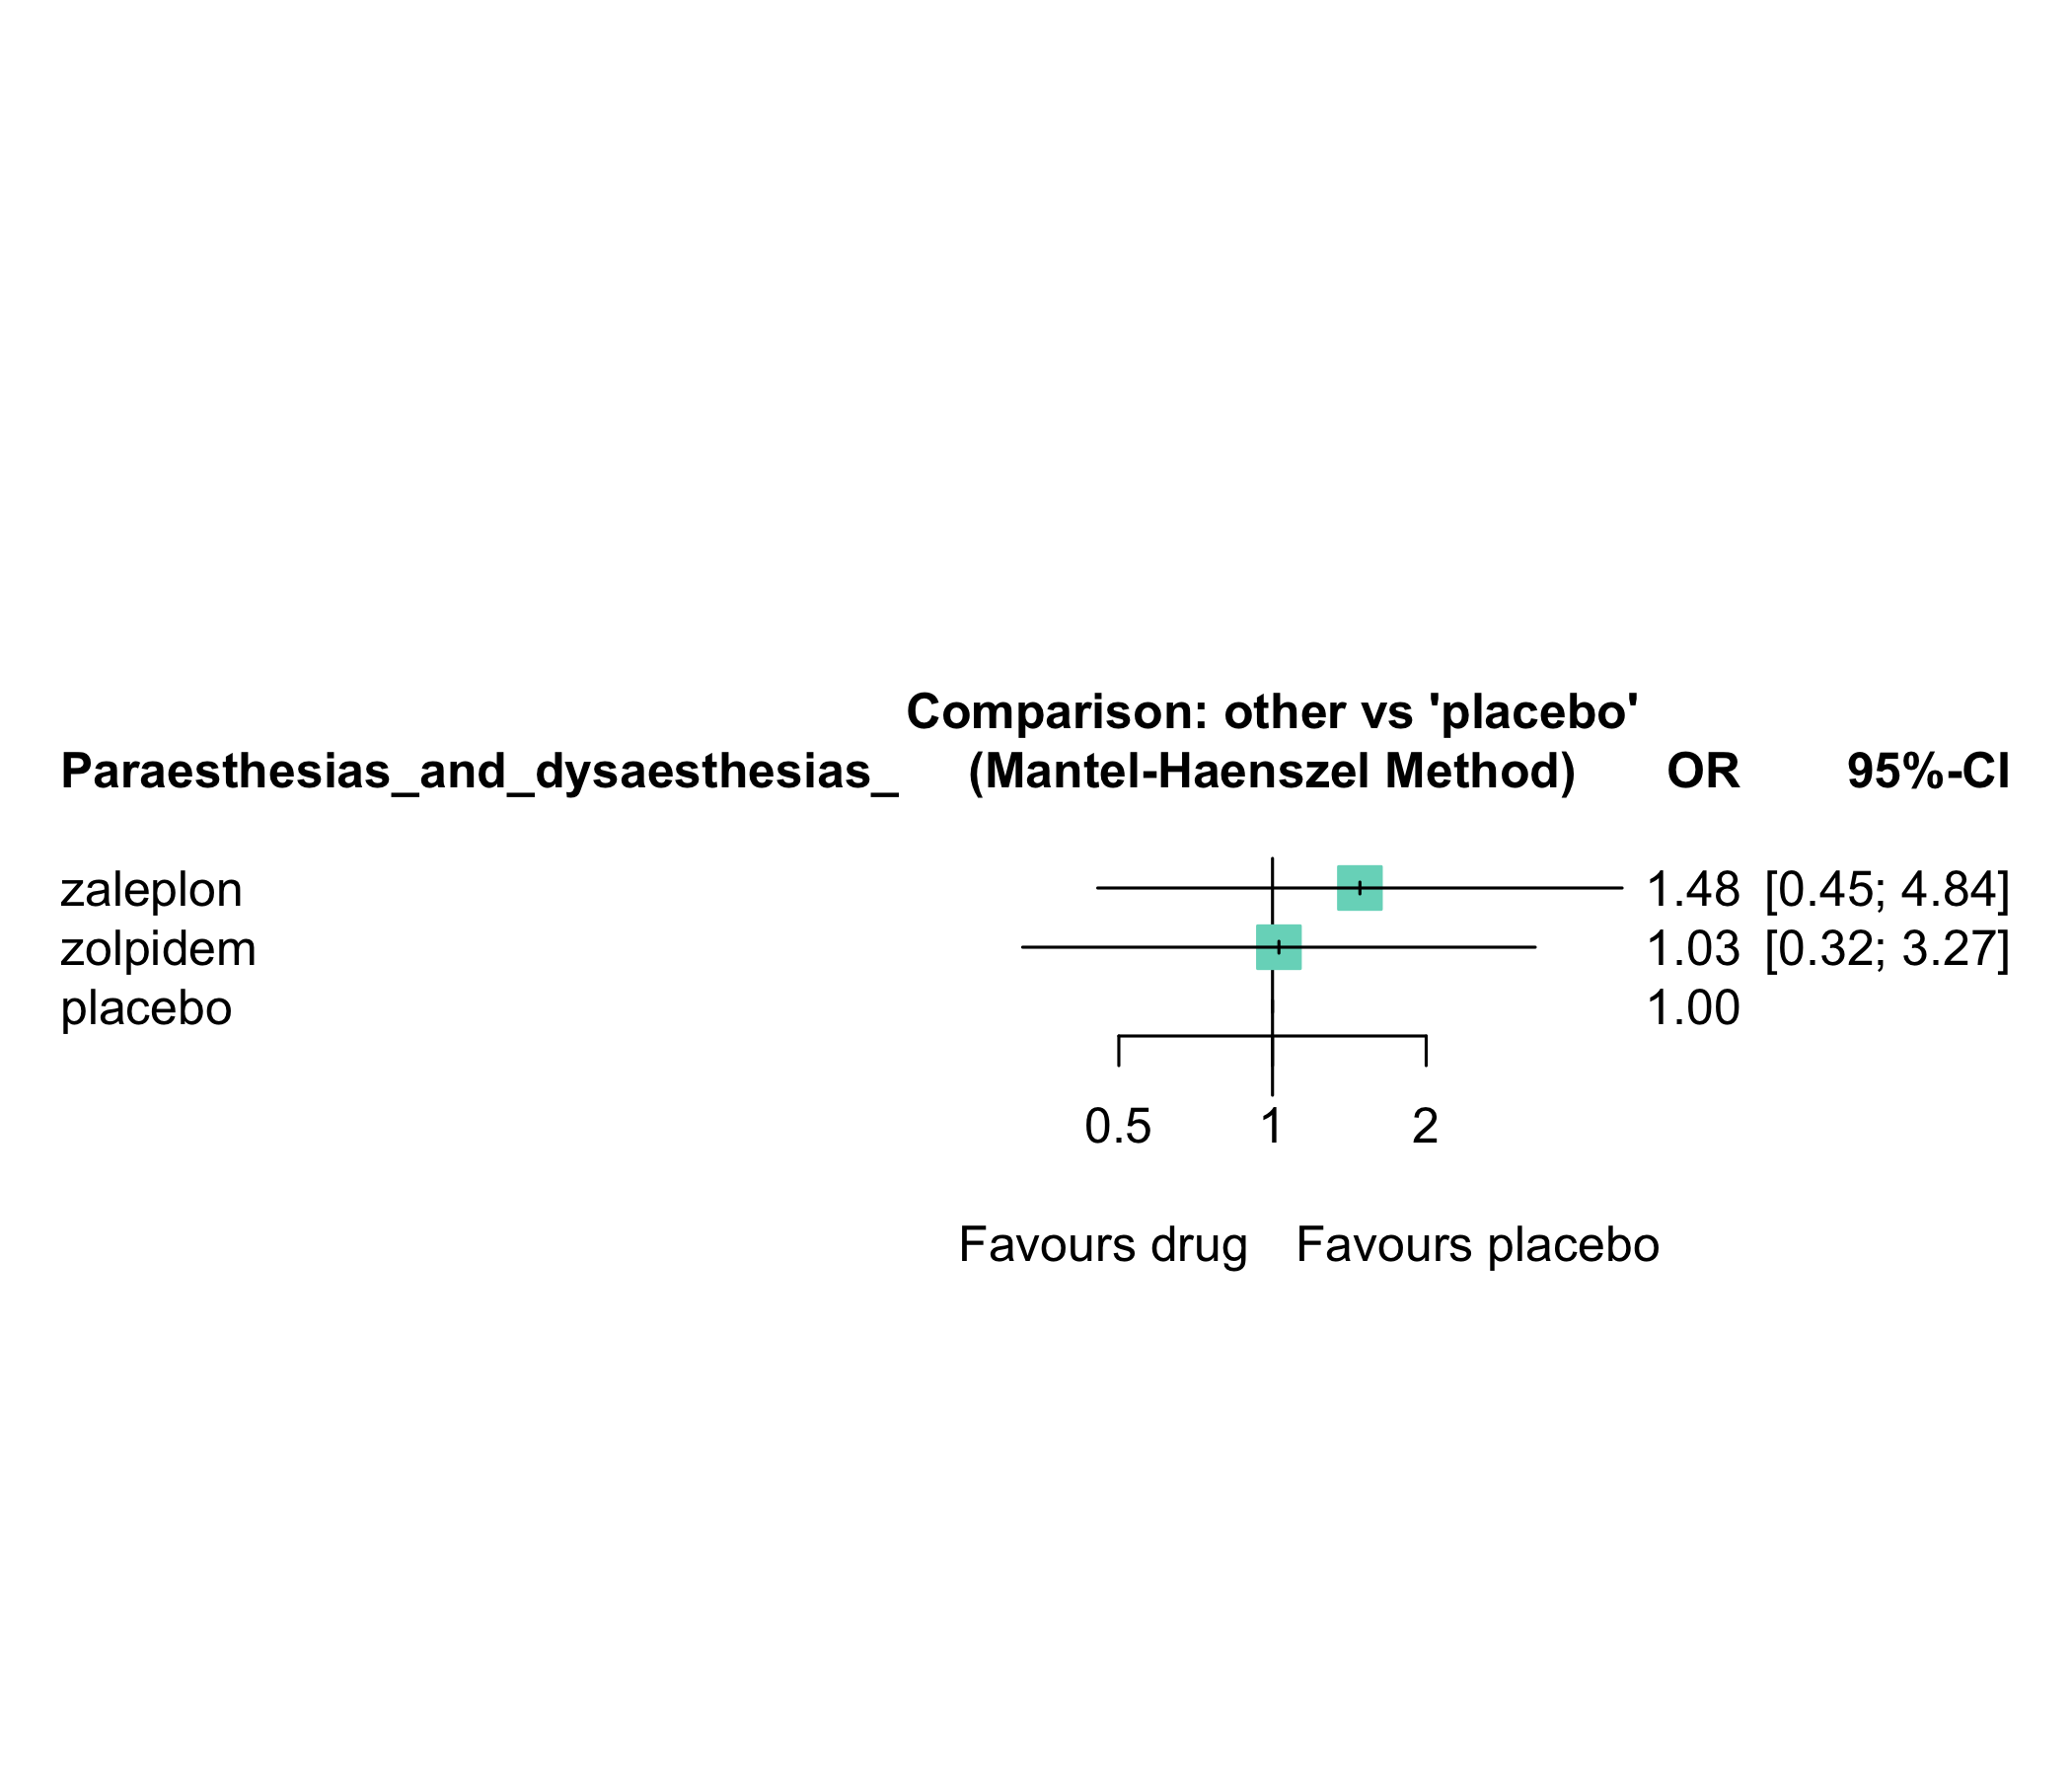 Comparison: other vs 'placebo'
Paraesthesias_and_dysaesthesias_ (Mantel-Haenszel Method) OR 95%-CI
zaleplon 1.48 [0.45; 4.84]
zolpidem 1.03 [0.32; 3.27]
placebo 1.00
0.5 1 2
Favours drug Favours placebo